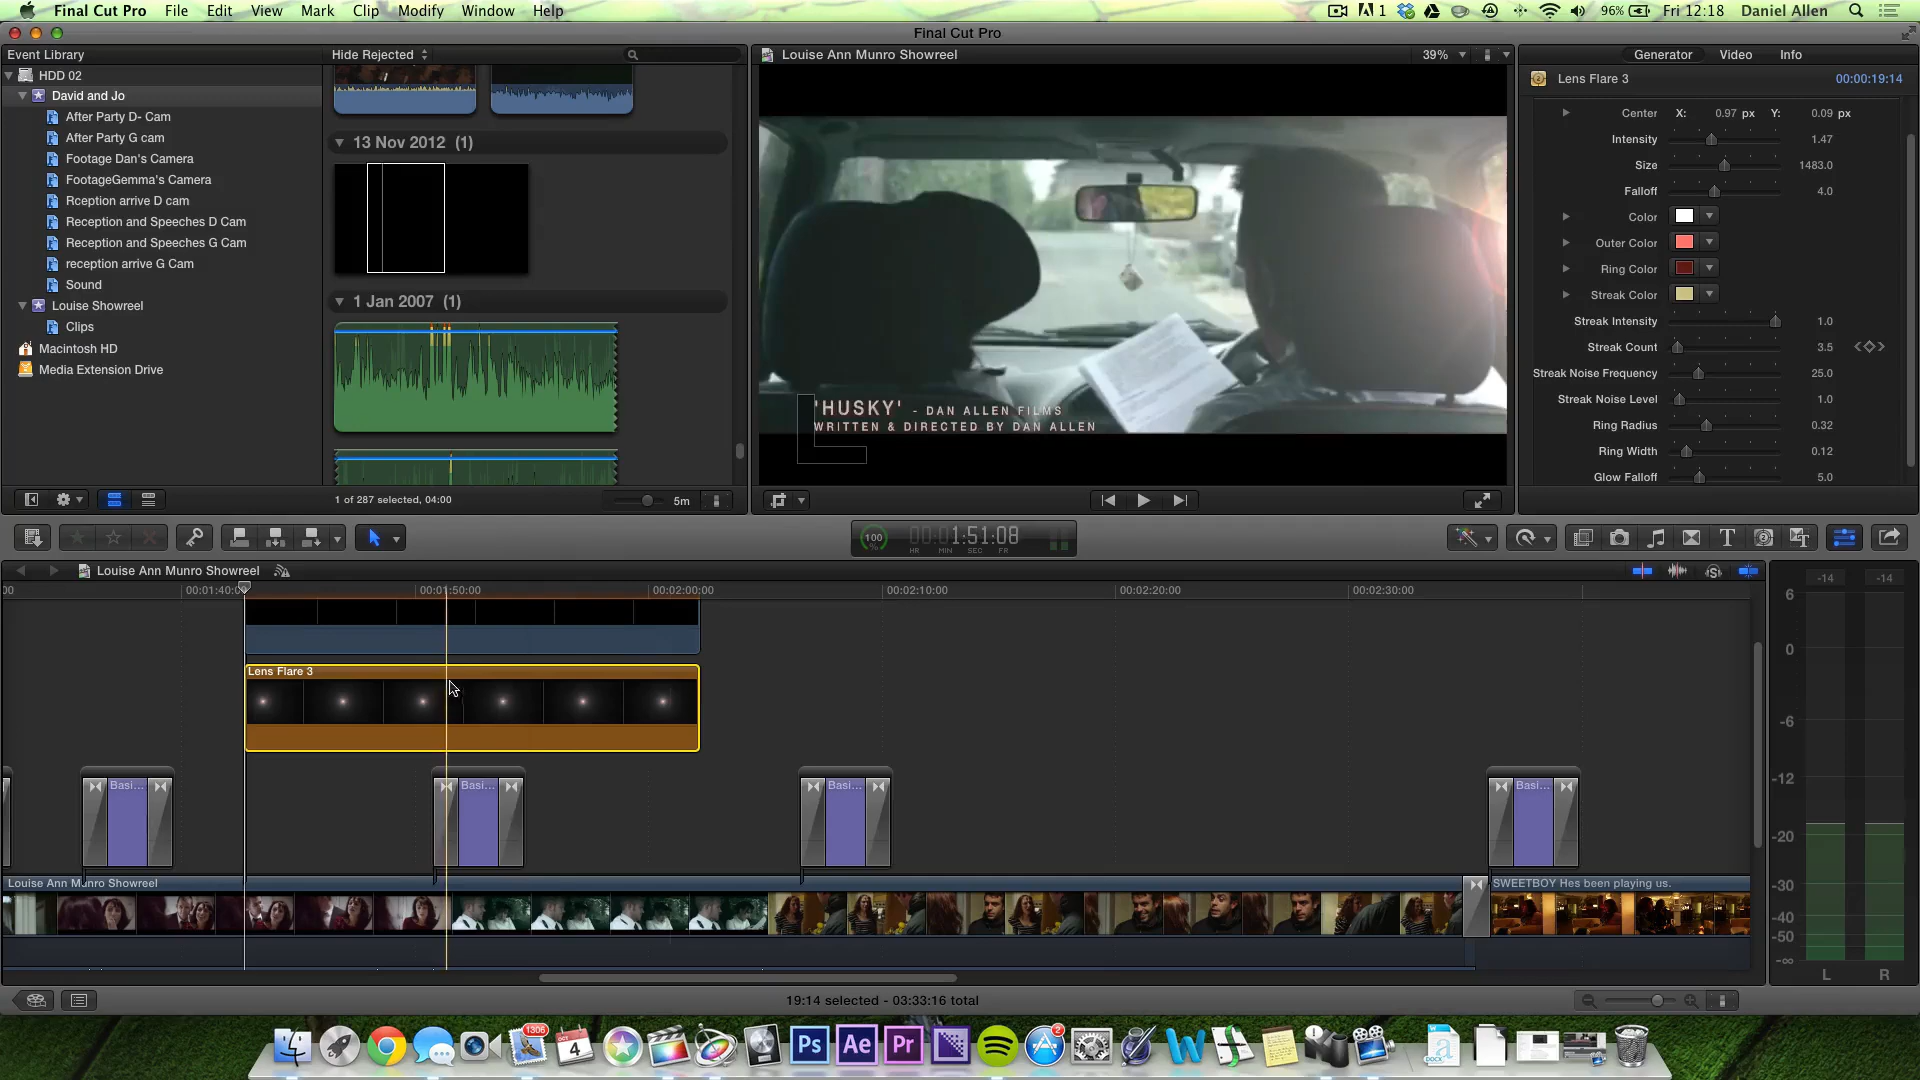 Final Cut Pro File Edit View Mark Clip Modify Window Help
1 96% Fri 12:18 Daniel Allen
Final Cut Pro
Event Library
HDD 02
David and Jo
After Party D- Cam
After Party G cam
Footage Dan's Camera
FootageGemma's Camera
Rception arrive D cam
Reception and Speeches D Cam
Reception and Speeches G Cam
reception arrive G Cam
Sound
Louise Showreel
Clips
Macintosh HD
Media Extension Drive
Hide Rejected
13 Nov 2012 (1)
1 Jan 2007 (1)
1 of 287 selected, 04:00
5m
Louise Ann Munro Showreel
39%
'HUSKY' - DAN ALLEN FILMS
WRITTEN & DIRECTED BY DAN ALLEN
Generator Video Info
Lens Flare 3 00:00:19:14
Center X: 0.97 px Y: 0.09 px
Intensity 1.47
Size 1483.0
Falloff 4.0
Color
Outer Color
Ring Color
Streak Color
Streak Intensity 1.0
Streak Count 3.5
Streak Noise Frequency 25.0
Streak Noise Level 1.0
Ring Radius 0.32
Ring Width 0.12
Glow Falloff 5.0
100 % 00:01:51:08
HR MIN SEC FR
Louise Ann Munro Showreel
00 00:01:40:00 00:01:50:00 00:02:00:00 00:02:10:00 00:02:20:00 00:02:30:00
Lens Flare 3
Basi... Basi... Basi... Basi...
Louise Ann Munro Showreel
SWEETBOY Hes been playing us.
-14 -14
6
0
-6
-12
-20
-30
-40
-50
-∞
L R
19:14 selected - 03:33:16 total
1306
4
Ps Ae Pr
2
W
A
DOCX